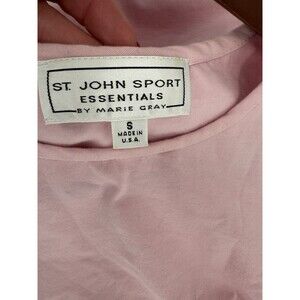 ST. JOHN SPORT
ESSENTIALS
BY MARIE GRAY
S
MADE IN
U.S.A.